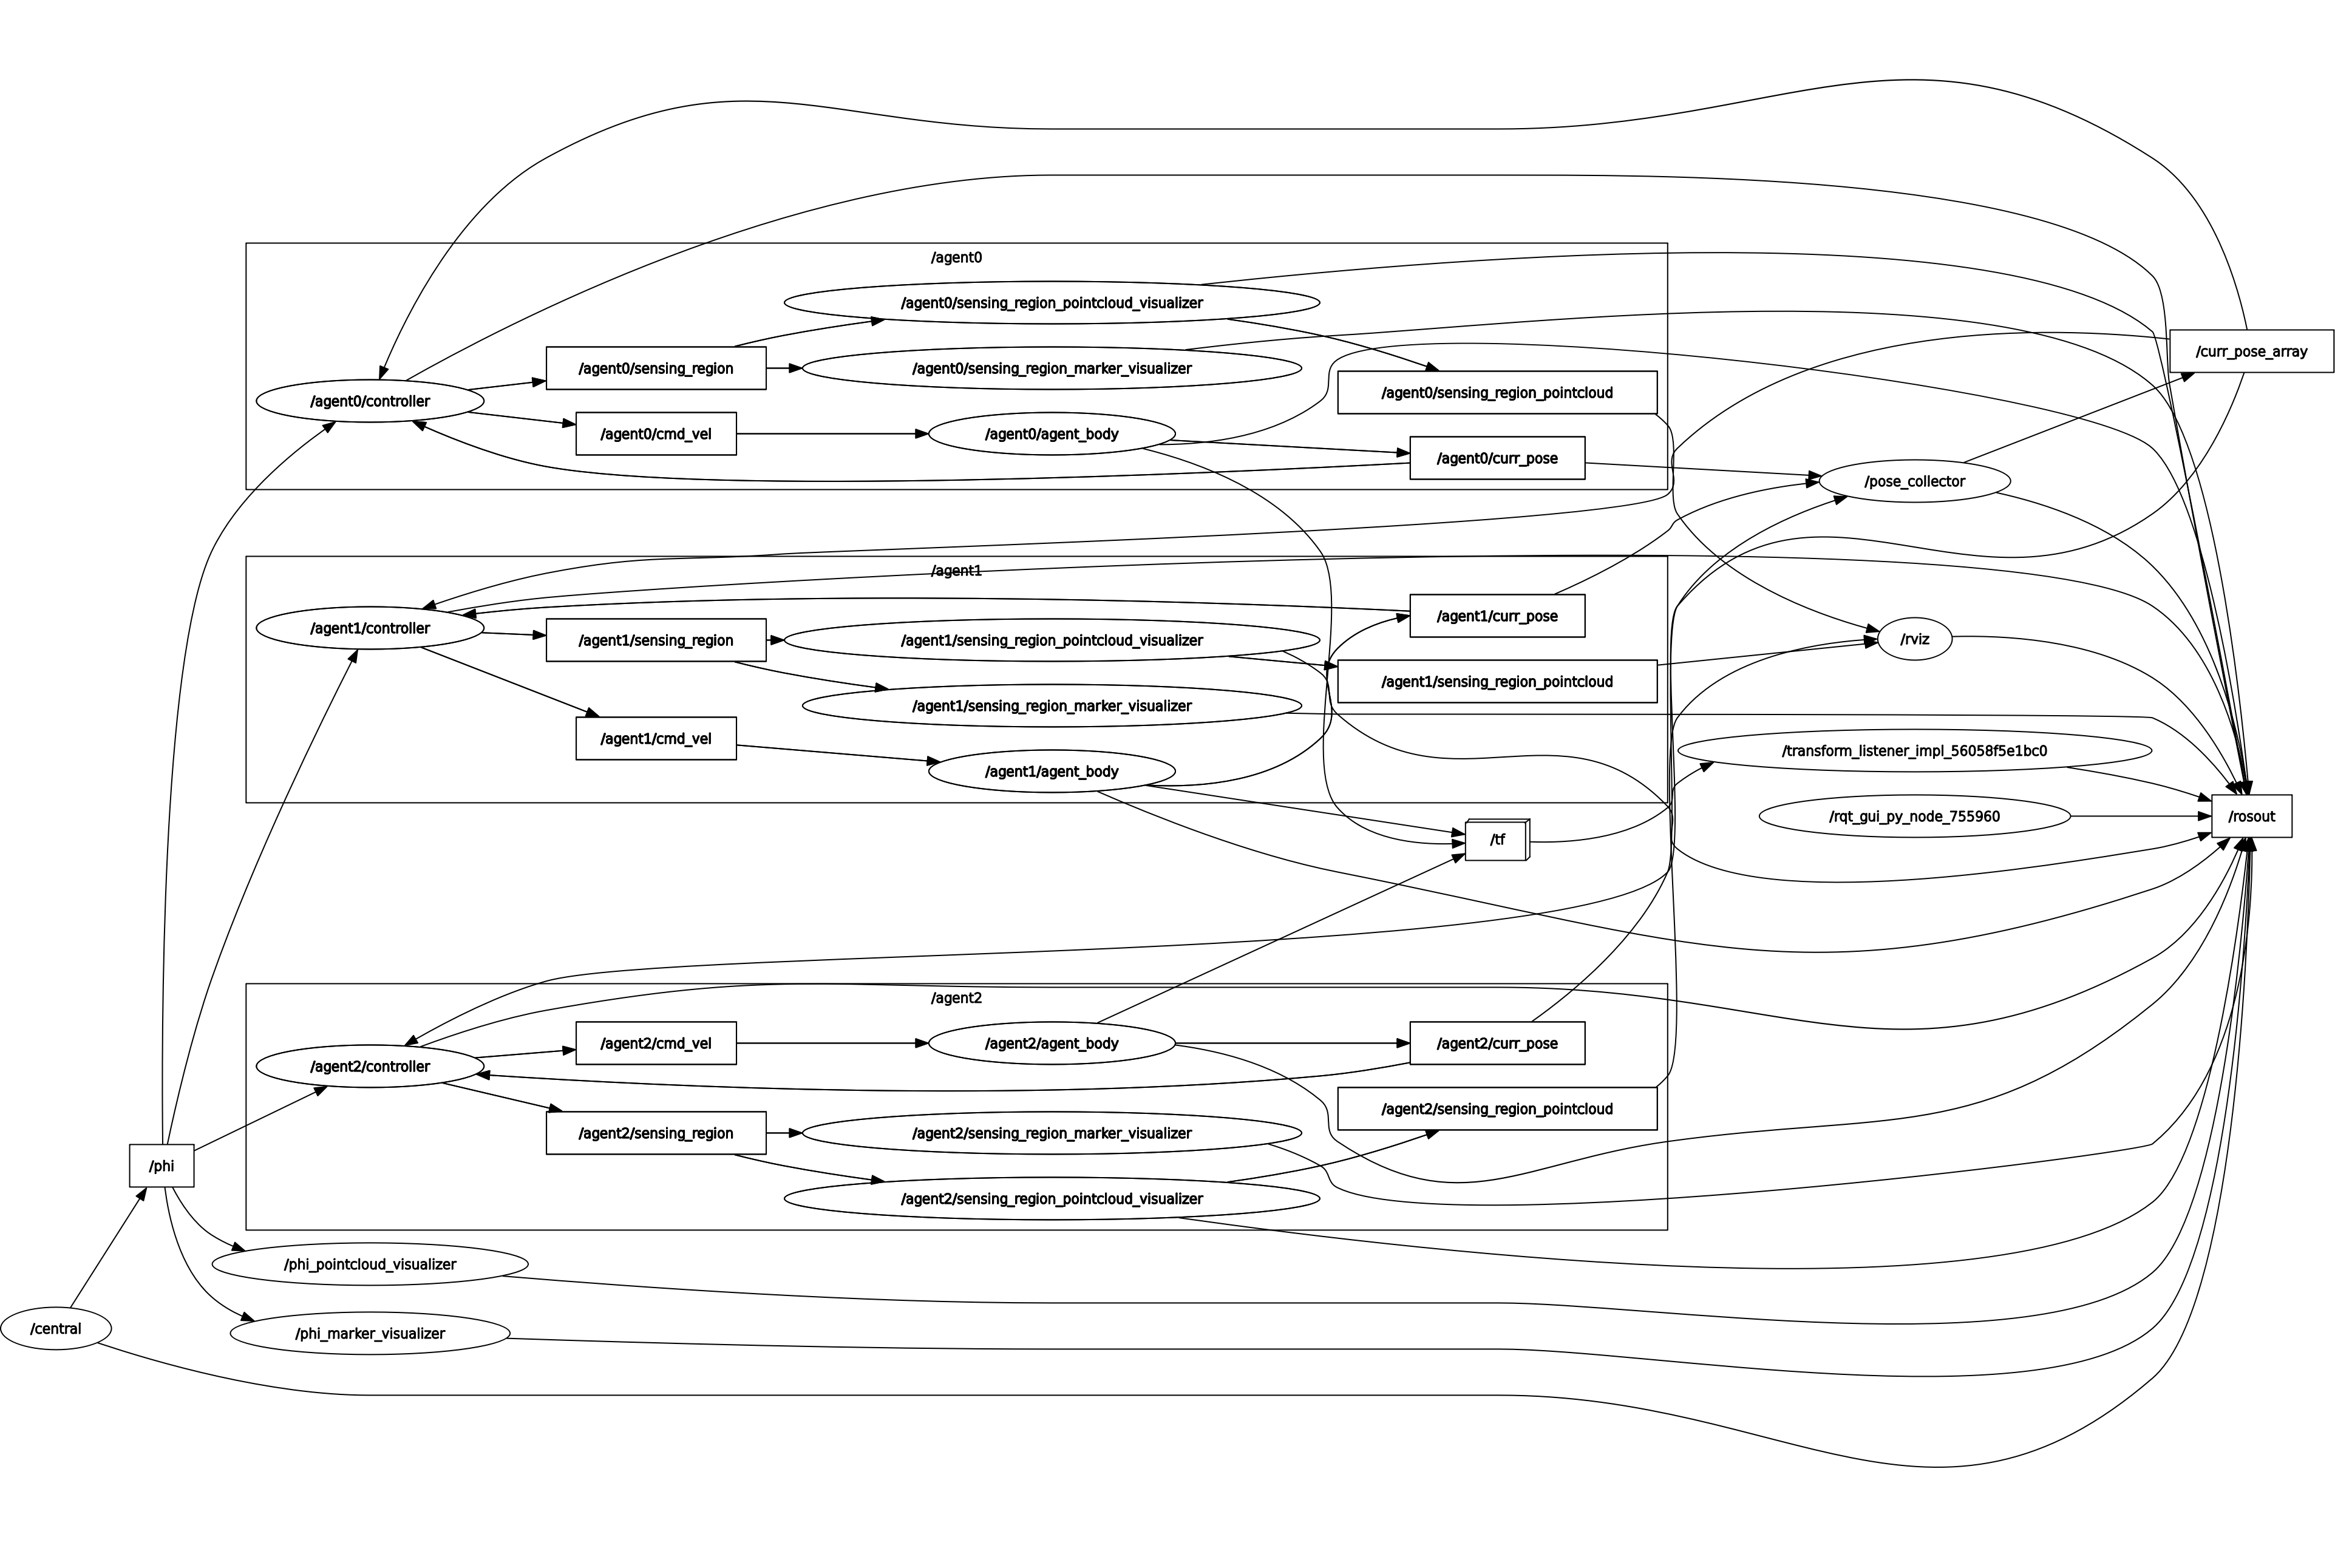 /agent0
/agent0/sensing_region_pointcloud_visualizer
/curr_pose_array
/agent0/sensing_region
/agent0/sensing_region_marker_visualizer
/agent0/sensing_region_pointcloud
/agent0/controller
/agent0/cmd_vel
/agent0/agent_body
/agent0/curr_pose
/pose_collector
/agent1
/agent1/curr_pose
/agent1/controller
/agent1/sensing_region
/agent1/sensing_region_pointcloud_visualizer
/rviz
/agent1/sensing_region_pointcloud
/agent1/sensing_region_marker_visualizer
/agent1/cmd_vel
/transform_listener_impl_56058f5e1bc0
/agent1/agent_body
/rqt_gui_py_node_755960
/rosout
/tf
/agent2
/agent2/cmd_vel
/agent2/agent_body
/agent2/curr_pose
/agent2/controller
/agent2/sensing_region_pointcloud
/agent2/sensing_region
/agent2/sensing_region_marker_visualizer
/phi
/agent2/sensing_region_pointcloud_visualizer
/phi_pointcloud_visualizer
/central
/phi_marker_visualizer